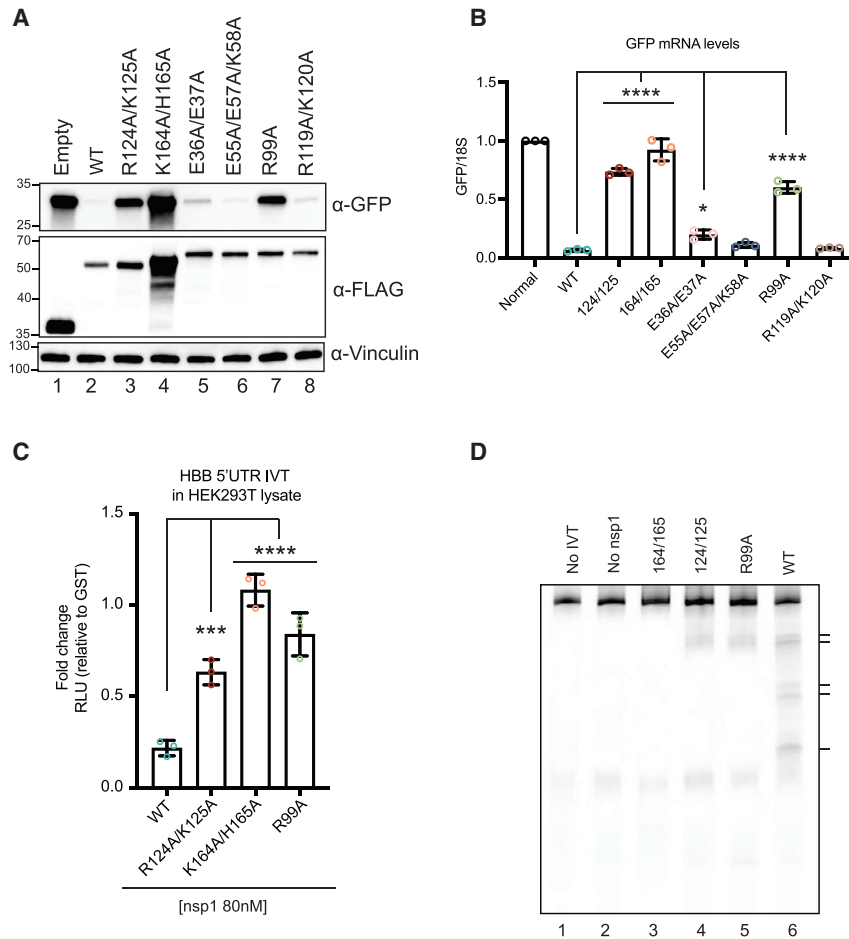 A
Empty
WT
R124A/K125A
K164A/H165A
E36A/E37A
E55A/E57A/K58A
R99A
R119A/K120A
35
25
α-GFP
70
50
40
35
α-FLAG
130
100
α-Vinculin
1 2 3 4 5 6 7 8
B
GFP mRNA levels
GFP/18S
1.5
1.0
0.5
0.0
****
*
****
Normal
WT
124/125
164/165
E36A/E37A
E55A/E57A/K58A
R99A
R119A/K120A
C
HBB 5'UTR IVT
in HEK293T lysate
Fold change
RLU (relative to GST)
1.5
1.0
0.5
0.0
***
****
WT
R124A/K125A
K164A/H165A
R99A
[nsp1 80nM]
D
No IVT
No nsp1
164/165
124/125
R99A
WT
1 2 3 4 5 6